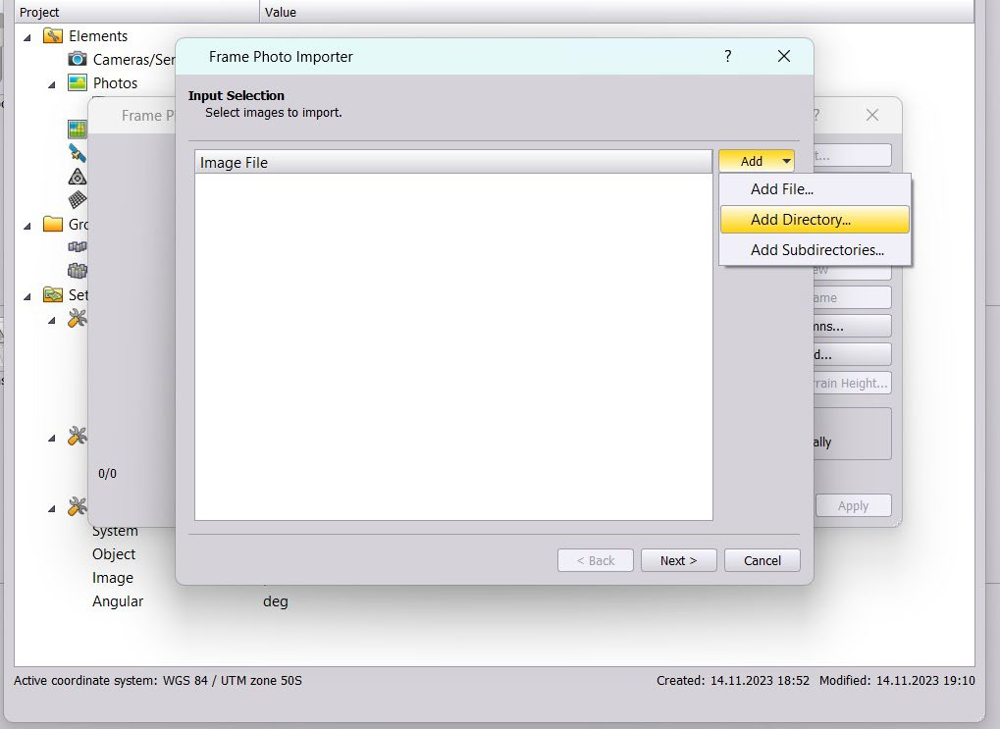 Project Value
Elements
Cameras/Ser
Photos
Frame Photo Importer ?
Input Selection
Select images to import.
Frame P ?
Image File
Add
t...
Add File...
Add Directory...
Add Subdirectories...
Gro
ew
Set
ame
mns...
d...
rrain Height...
ally
0/0
Apply
System
Object
Image
Angular deg
< Back Next > Cancel
Active coordinate system: WGS 84 / UTM zone 50S Created: 14.11.2023 18:52 Modified: 14.11.2023 19:10